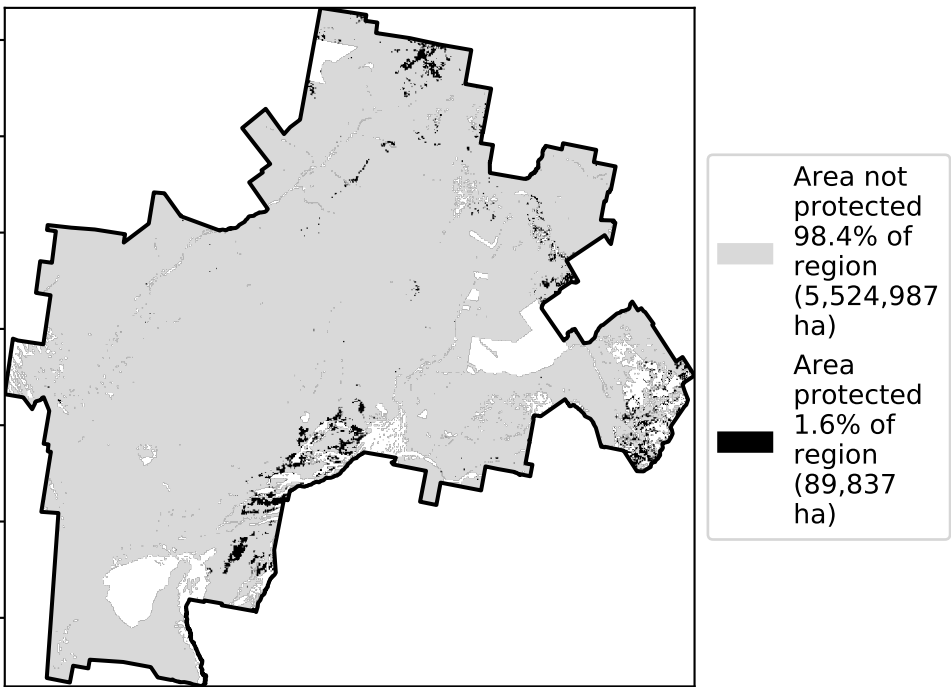 Area not
protected
98.4% of
region
(5,524,987
ha)
Area
protected
1.6% of
region
(89,837
ha)